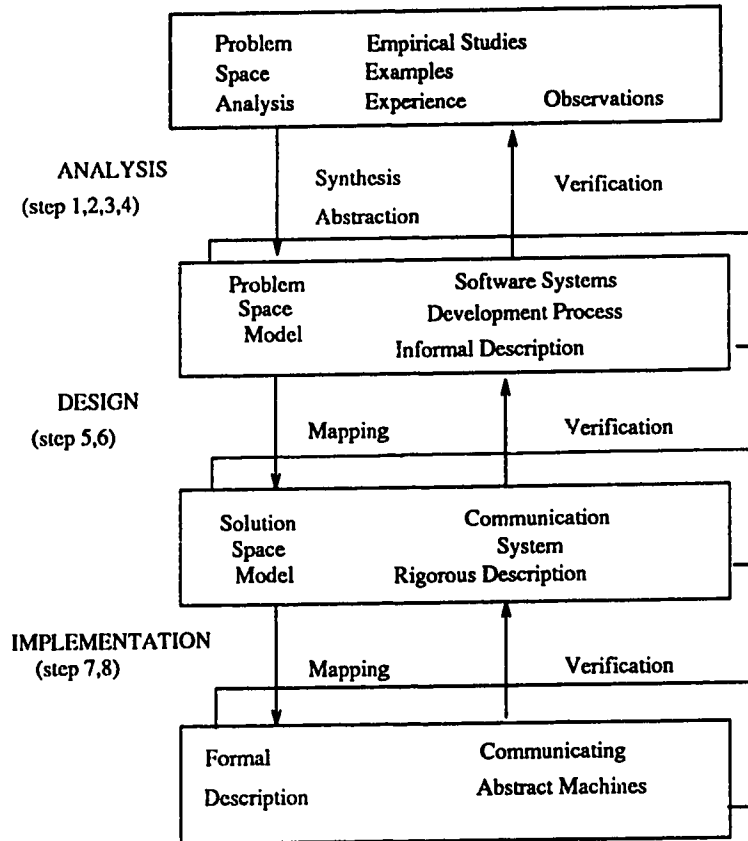 Problem Empirical Studies
Space Examples
Analysis Experience Observations
ANALYSIS
(step 1,2,3,4)
Synthesis
Abstraction
Verification
Problem Software Systems
Space Development Process
Model Informal Description
DESIGN
(step 5,6)
Mapping Verification
Solution Communication
Space System
Model Rigorous Description
IMPLEMENTATION
(step 7,8)
Mapping Verification
Formal Communicating
Description Abstract Machines